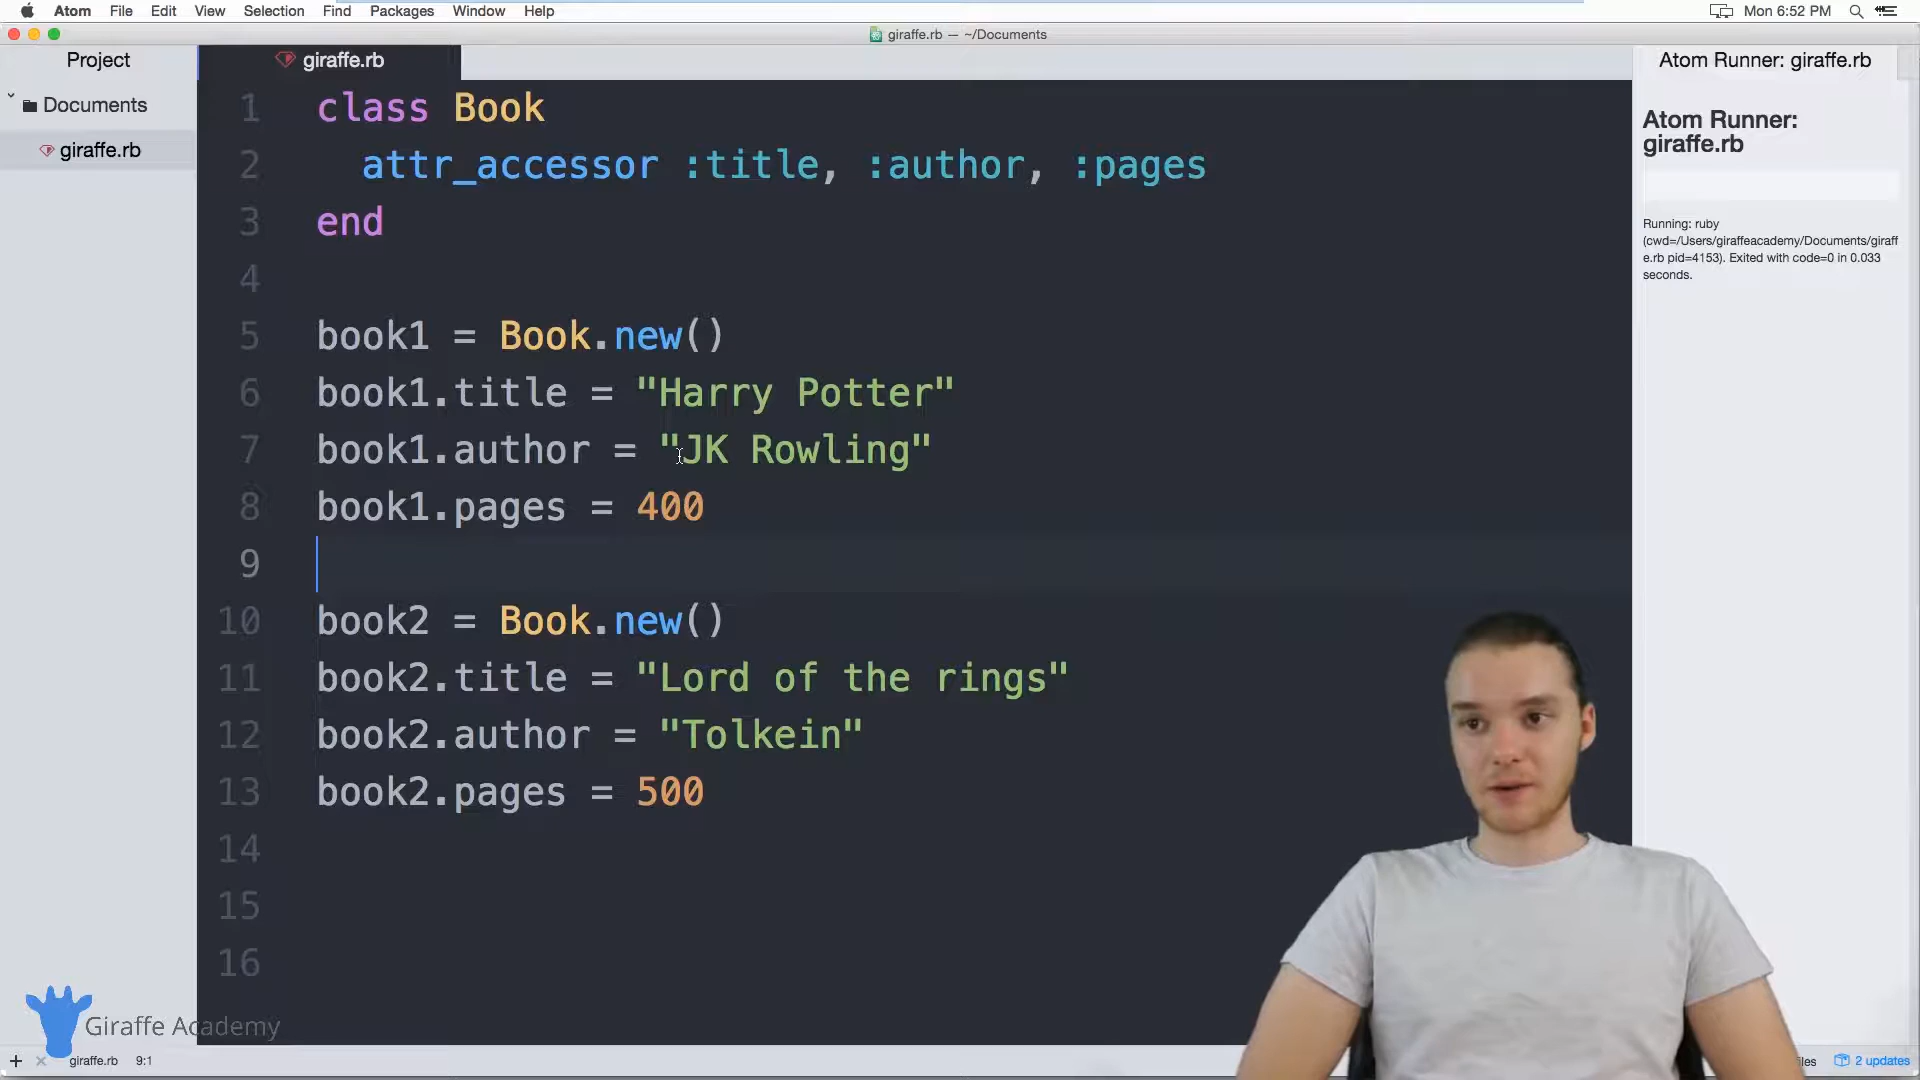 Atom File Edit View Selection Find Packages Window Help Mon 6:52 PM
giraffe.rb — ~/Documents
Project
Documents
giraffe.rb
giraffe.rb
1 class Book
2 attr_accessor :title, :author, :pages
3 end
4
5 book1 = Book.new()
6 book1.title = "Harry Potter"
7 book1.author = "JK Rowling"
8 book1.pages = 400
9
10 book2 = Book.new()
11 book2.title = "Lord of the rings"
12 book2.author = "Tolkein"
13 book2.pages = 500
14
15
16
Atom Runner: giraffe.rb
Atom Runner:
giraffe.rb
Running: ruby
(cwd=/Users/giraffeacademy/Documents/giraff
e.rb pid=4153). Exited with code=0 in 0.033
seconds.
Giraffe Academy
giraffe.rb 9:1
2 updates